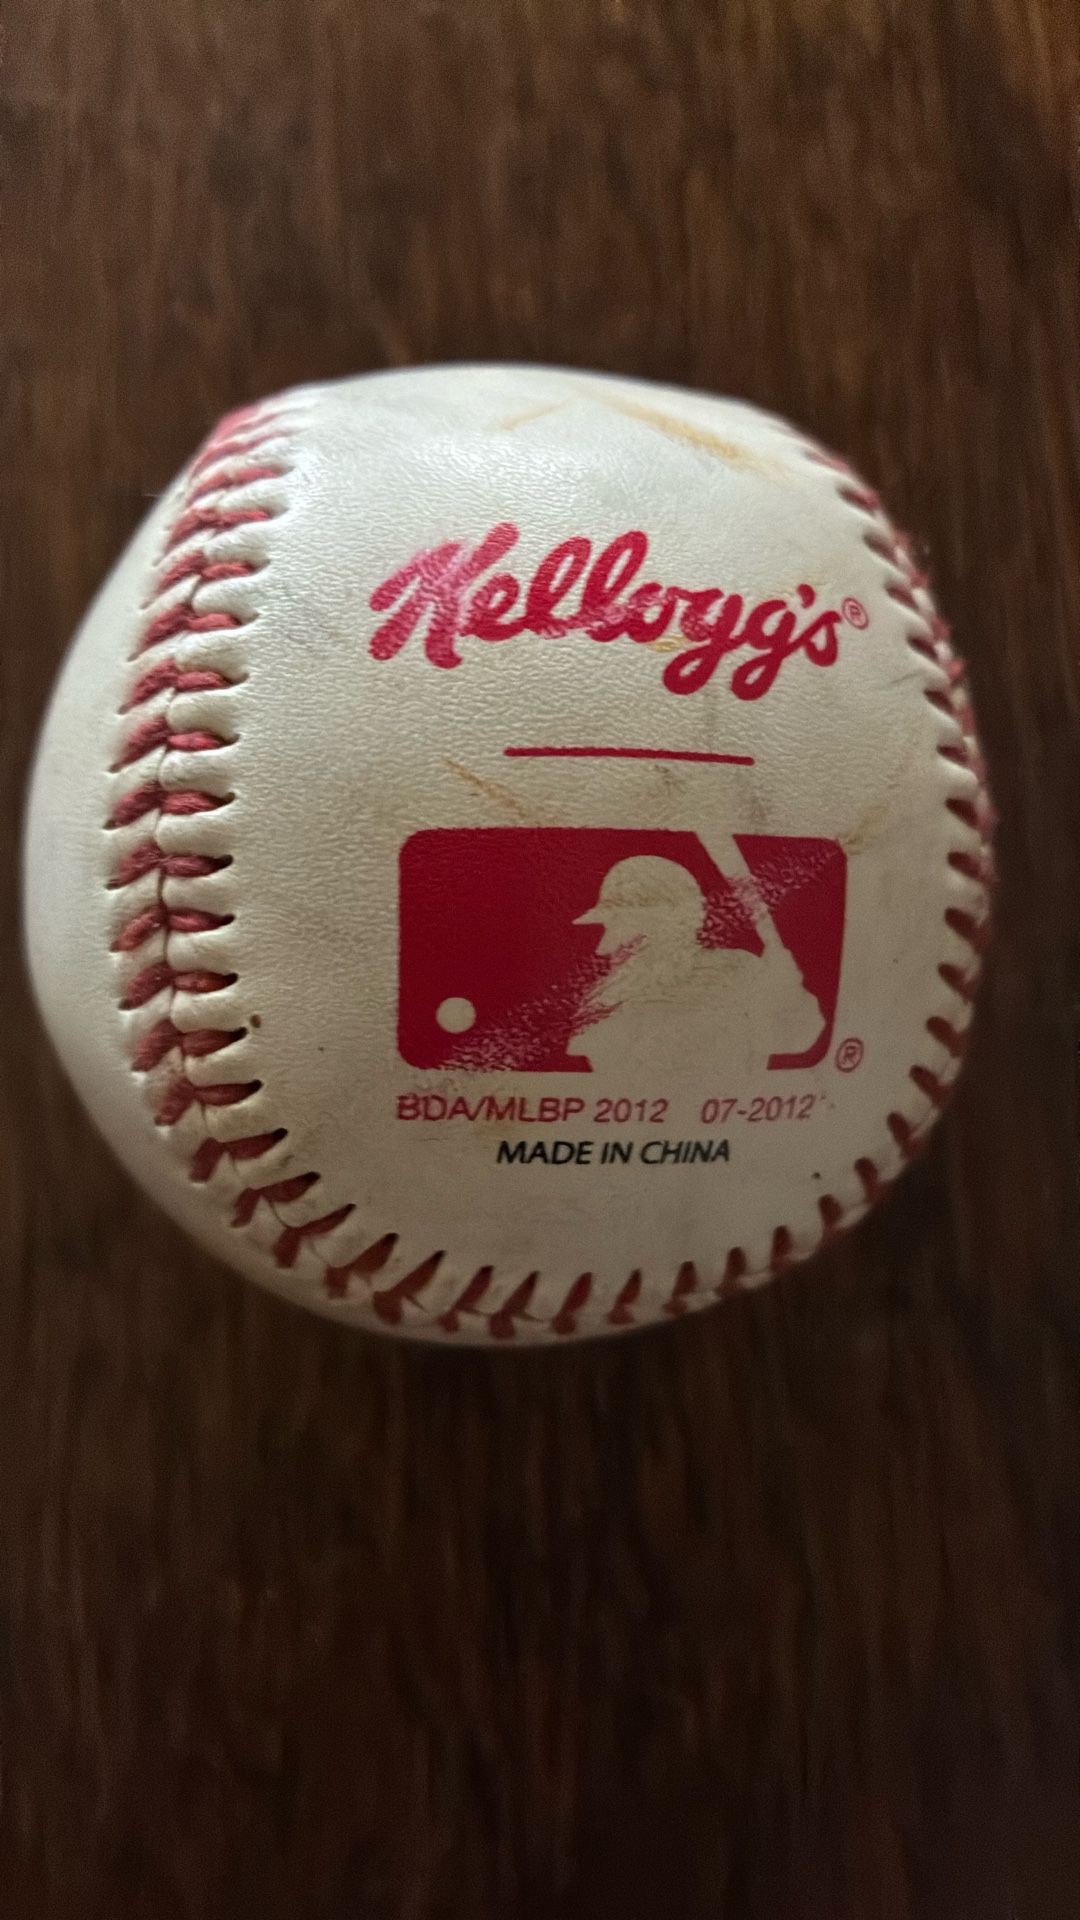 Kellogg's®
®
BDA/MLBP 2012 07-2012
MADE IN CHINA